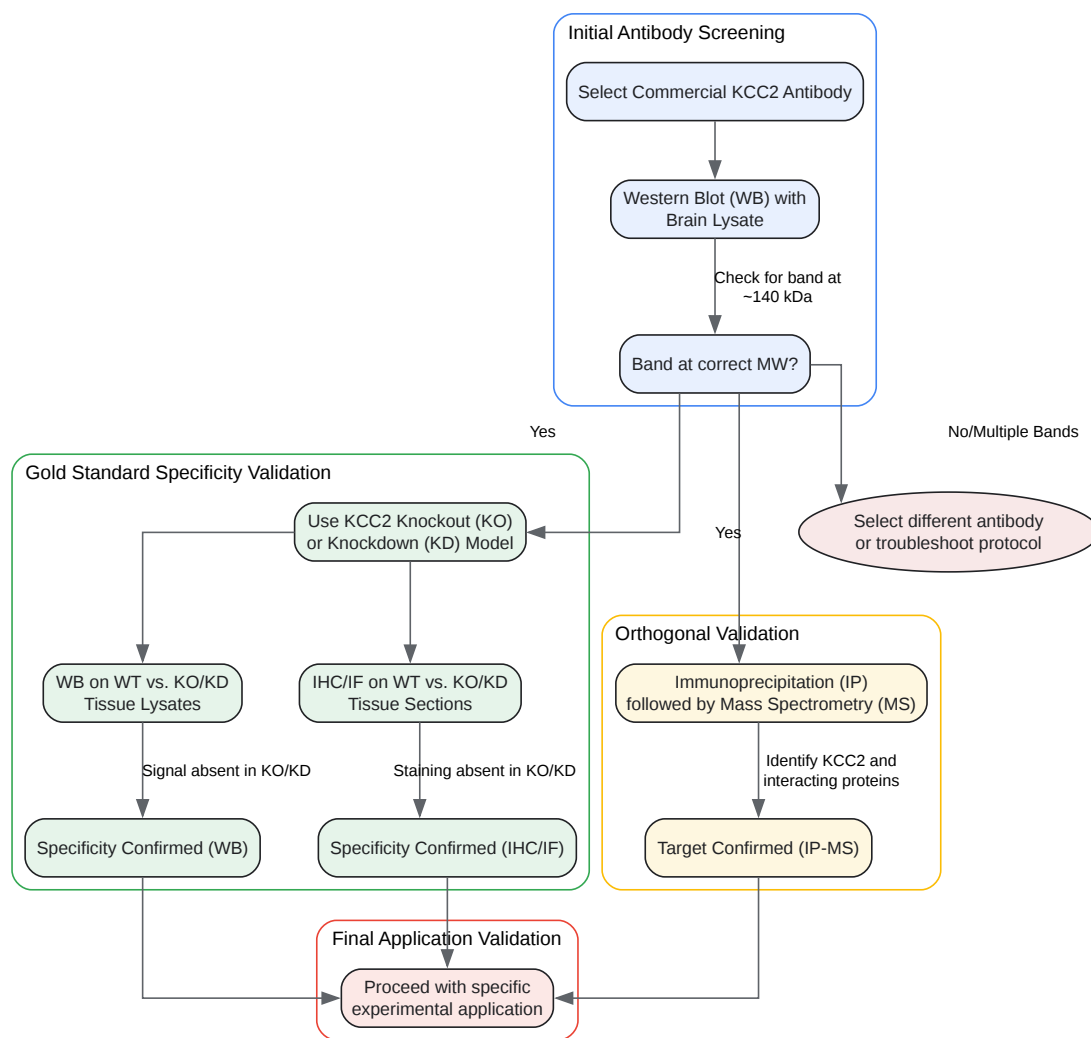 Initial Antibody Screening
Select Commercial KCC2 Antibody
Western Blot (WB) with
Brain Lysate
Check for band at
~140 kDa
Band at correct MW?
Yes
No/Multiple Bands
Gold Standard Specificity Validation
Use KCC2 Knockout (KO)
or Knockdown (KD) Model
Yes
Select different antibody
or troubleshoot protocol
Orthogonal Validation
WB on WT vs. KO/KD
Tissue Lysates
IHC/IF on WT vs. KO/KD
Tissue Sections
Immunoprecipitation (IP)
followed by Mass Spectrometry (MS)
Signal absent in KO/KD
Staining absent in KO/KD
Identify KCC2 and
interacting proteins
Specificity Confirmed (WB)
Specificity Confirmed (IHC/IF)
Target Confirmed (IP-MS)
Final Application Validation
Proceed with specific
experimental application